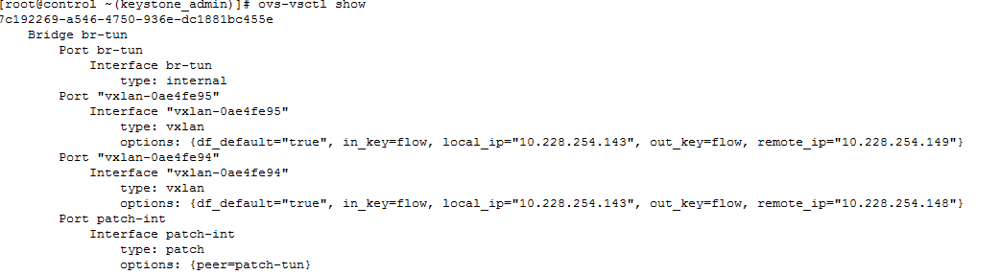 [root@control ~(keystone_admin)]# ovs-vsctl show
7c192269-a546-4750-936e-dc1881bc455e
    Bridge br-tun
        Port br-tun
            Interface br-tun
                type: internal
        Port "vxlan-0ae4fe95"
            Interface "vxlan-0ae4fe95"
                type: vxlan
                options: {df_default="true", in_key=flow, local_ip="10.228.254.143", out_key=flow, remote_ip="10.228.254.149"}
        Port "vxlan-0ae4fe94"
            Interface "vxlan-0ae4fe94"
                type: vxlan
                options: {df_default="true", in_key=flow, local_ip="10.228.254.143", out_key=flow, remote_ip="10.228.254.148"}
        Port patch-int
            Interface patch-int
                type: patch
                options: {peer=patch-tun}